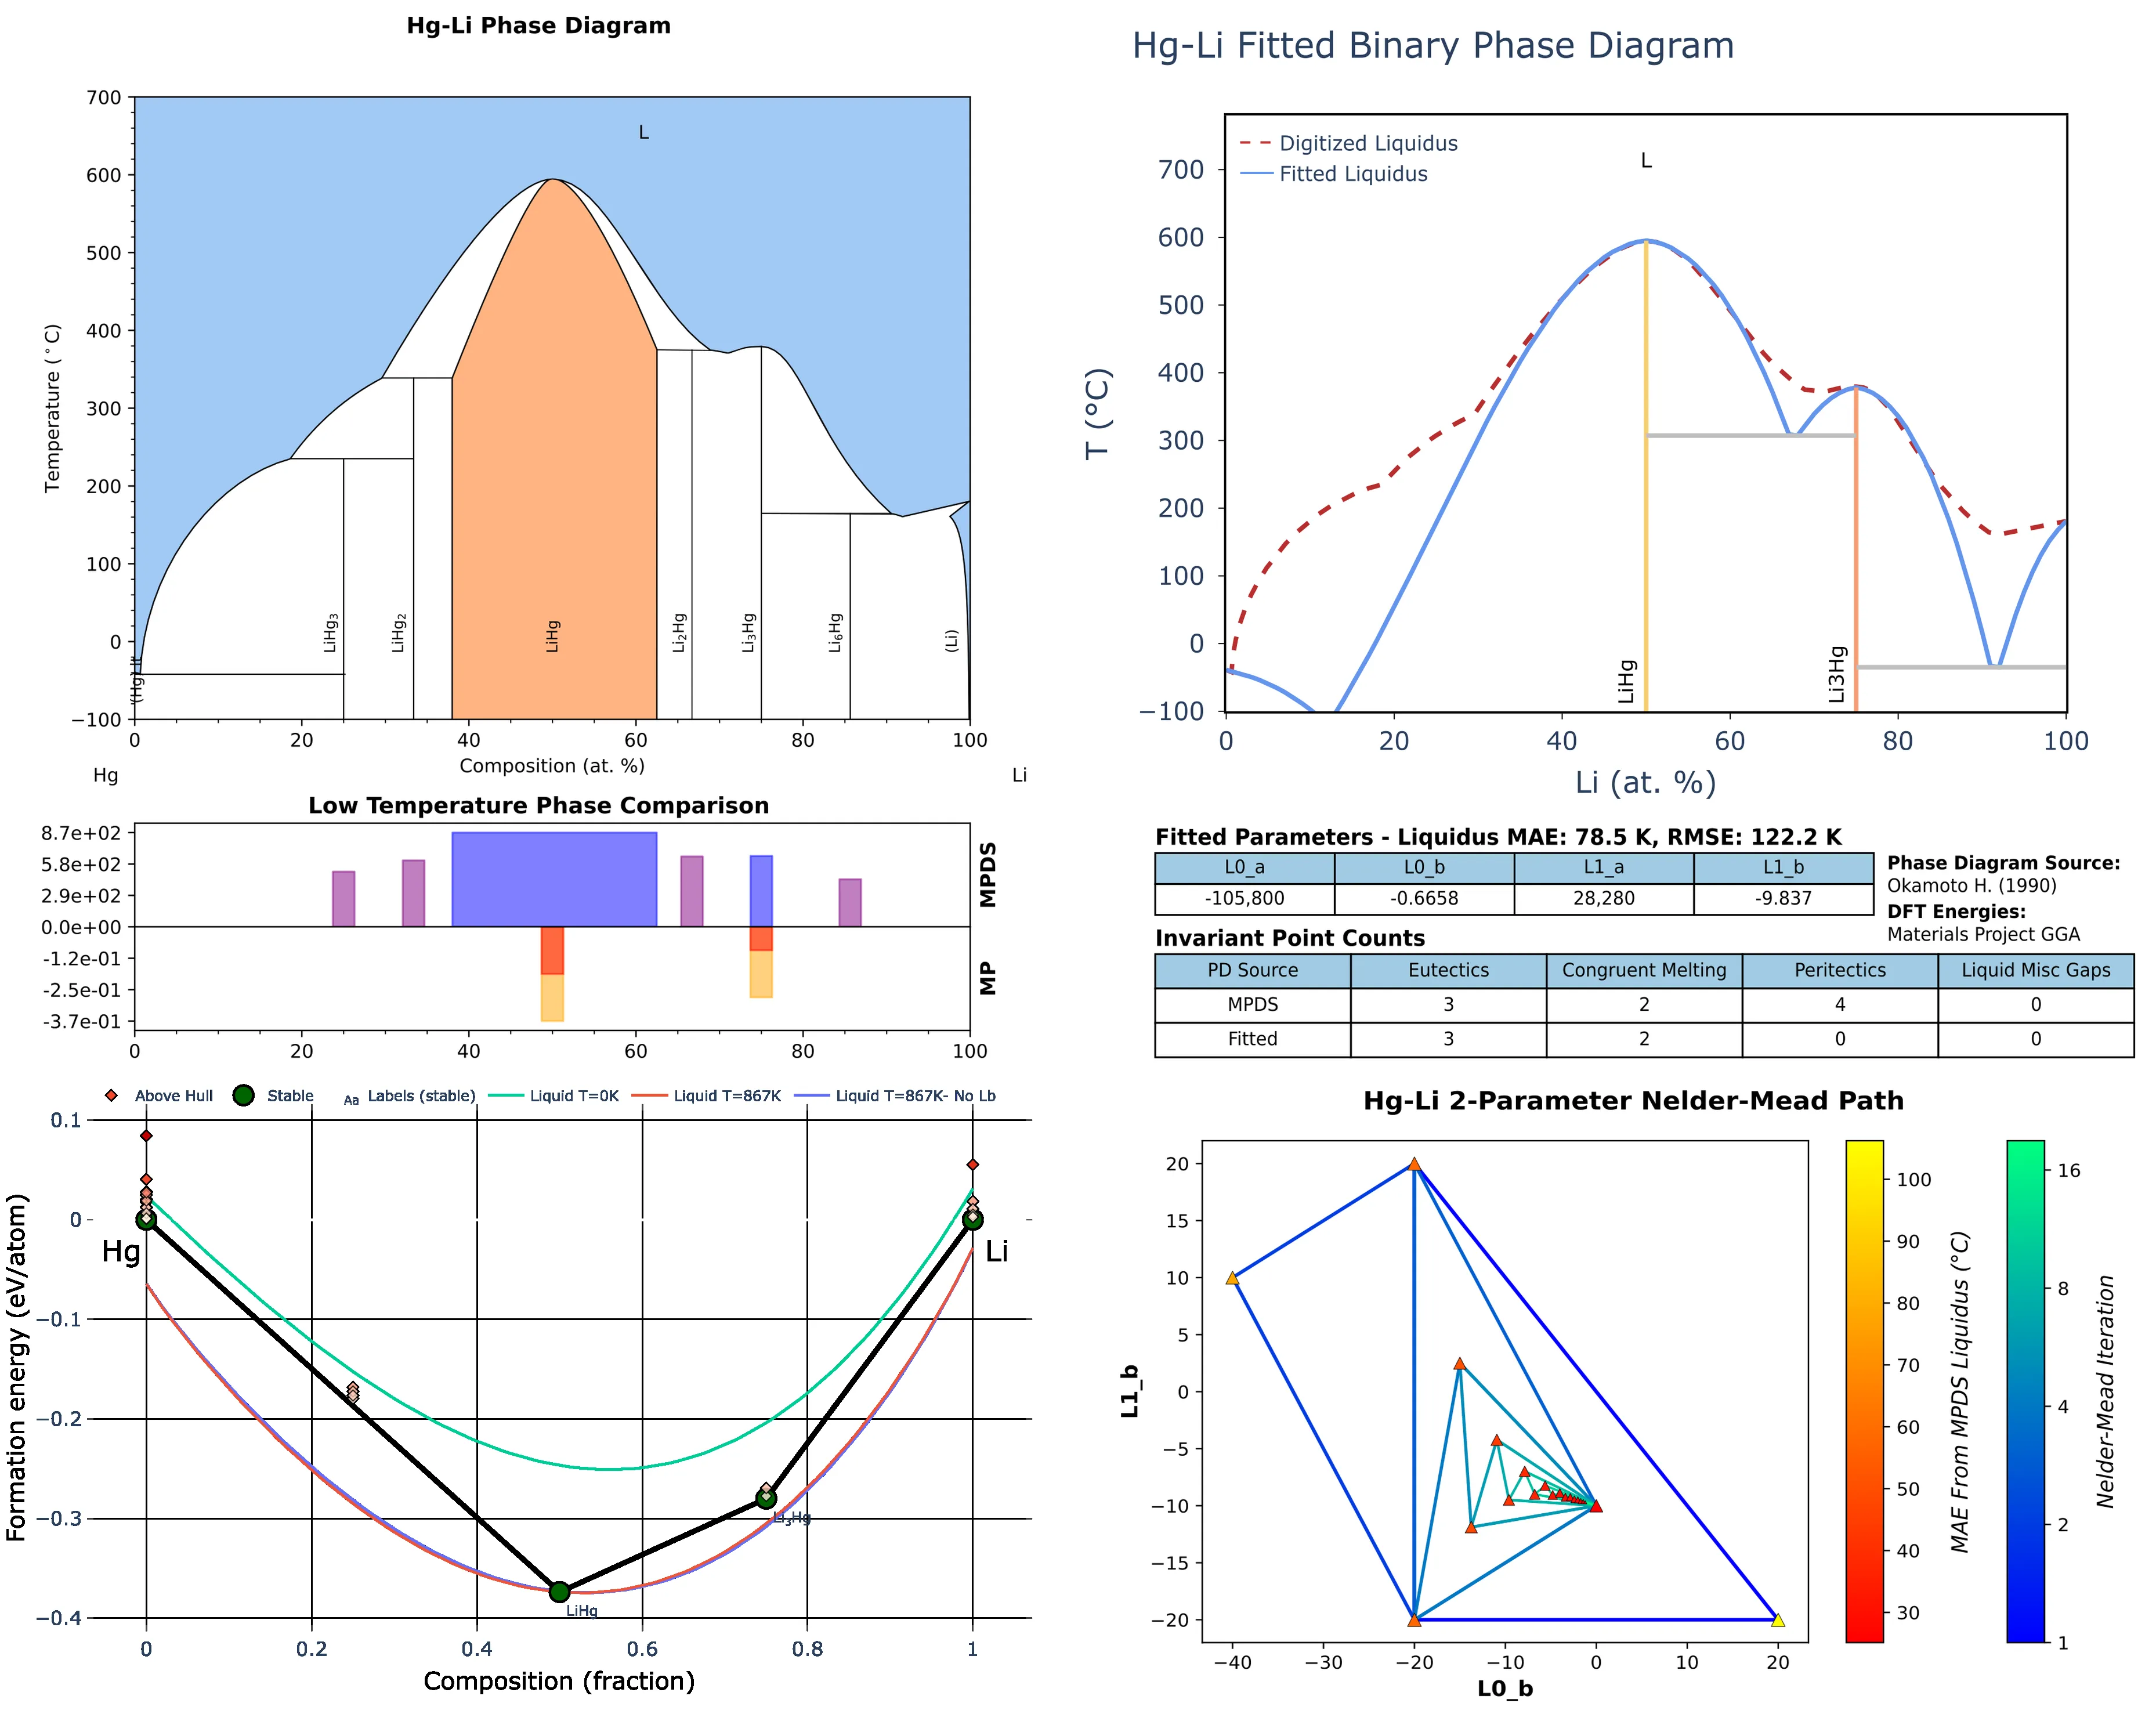 Hg-Li Phase Diagram
700
600
500
400
300
200
100
0
−100
Temperature (°C)
L
LiHg3
LiHg2
LiHg
Li2Hg
Li3Hg
Li6Hg
(Li)
0 20 40 60 80 100
Composition (at. %)
Hg Li
Hg-Li Fitted Binary Phase Diagram
Digitized Liquidus
Fitted Liquidus
L
700
600
500
400
300
200
100
0
−100
T (°C)
LiHg
Li3Hg
0 20 40 60 80 100
Li (at. %)
Low Temperature Phase Comparison
8.7e+02
5.8e+02
2.9e+02
0.0e+00
-1.2e-01
-2.5e-01
-3.7e-01
MPDS
MP
0 20 40 60 80 100
Fitted Parameters - Liquidus MAE: 78.5 K, RMSE: 122.2 K
L0_a L0_b L1_a L1_b
-105,800 -0.6658 28,280 -9.837
Phase Diagram Source:
Okamoto H. (1990)
DFT Energies:
Materials Project GGA
Invariant Point Counts
PD Source Eutectics Congruent Melting Peritectics Liquid Misc Gaps
MPDS 3 2 4 0
Fitted 3 2 0 0
Above Hull Stable Aa Labels (stable) Liquid T=0K Liquid T=867K Liquid T=867K- No Lb
0.1
0
−0.1
−0.2
−0.3
−0.4
Formation energy (eV/atom)
Hg
Li
Li3Hg
LiHg
0 0.2 0.4 0.6 0.8 1
Composition (fraction)
Hg-Li 2-Parameter Nelder-Mead Path
20
15
10
5
0
−5
−10
−15
−20
L1_b
−40 −30 −20 −10 0 10 20
L0_b
100
90
80
70
60
50
40
30
MAE From MPDS Liquidus (°C)
16
8
4
2
1
Nelder-Mead Iteration